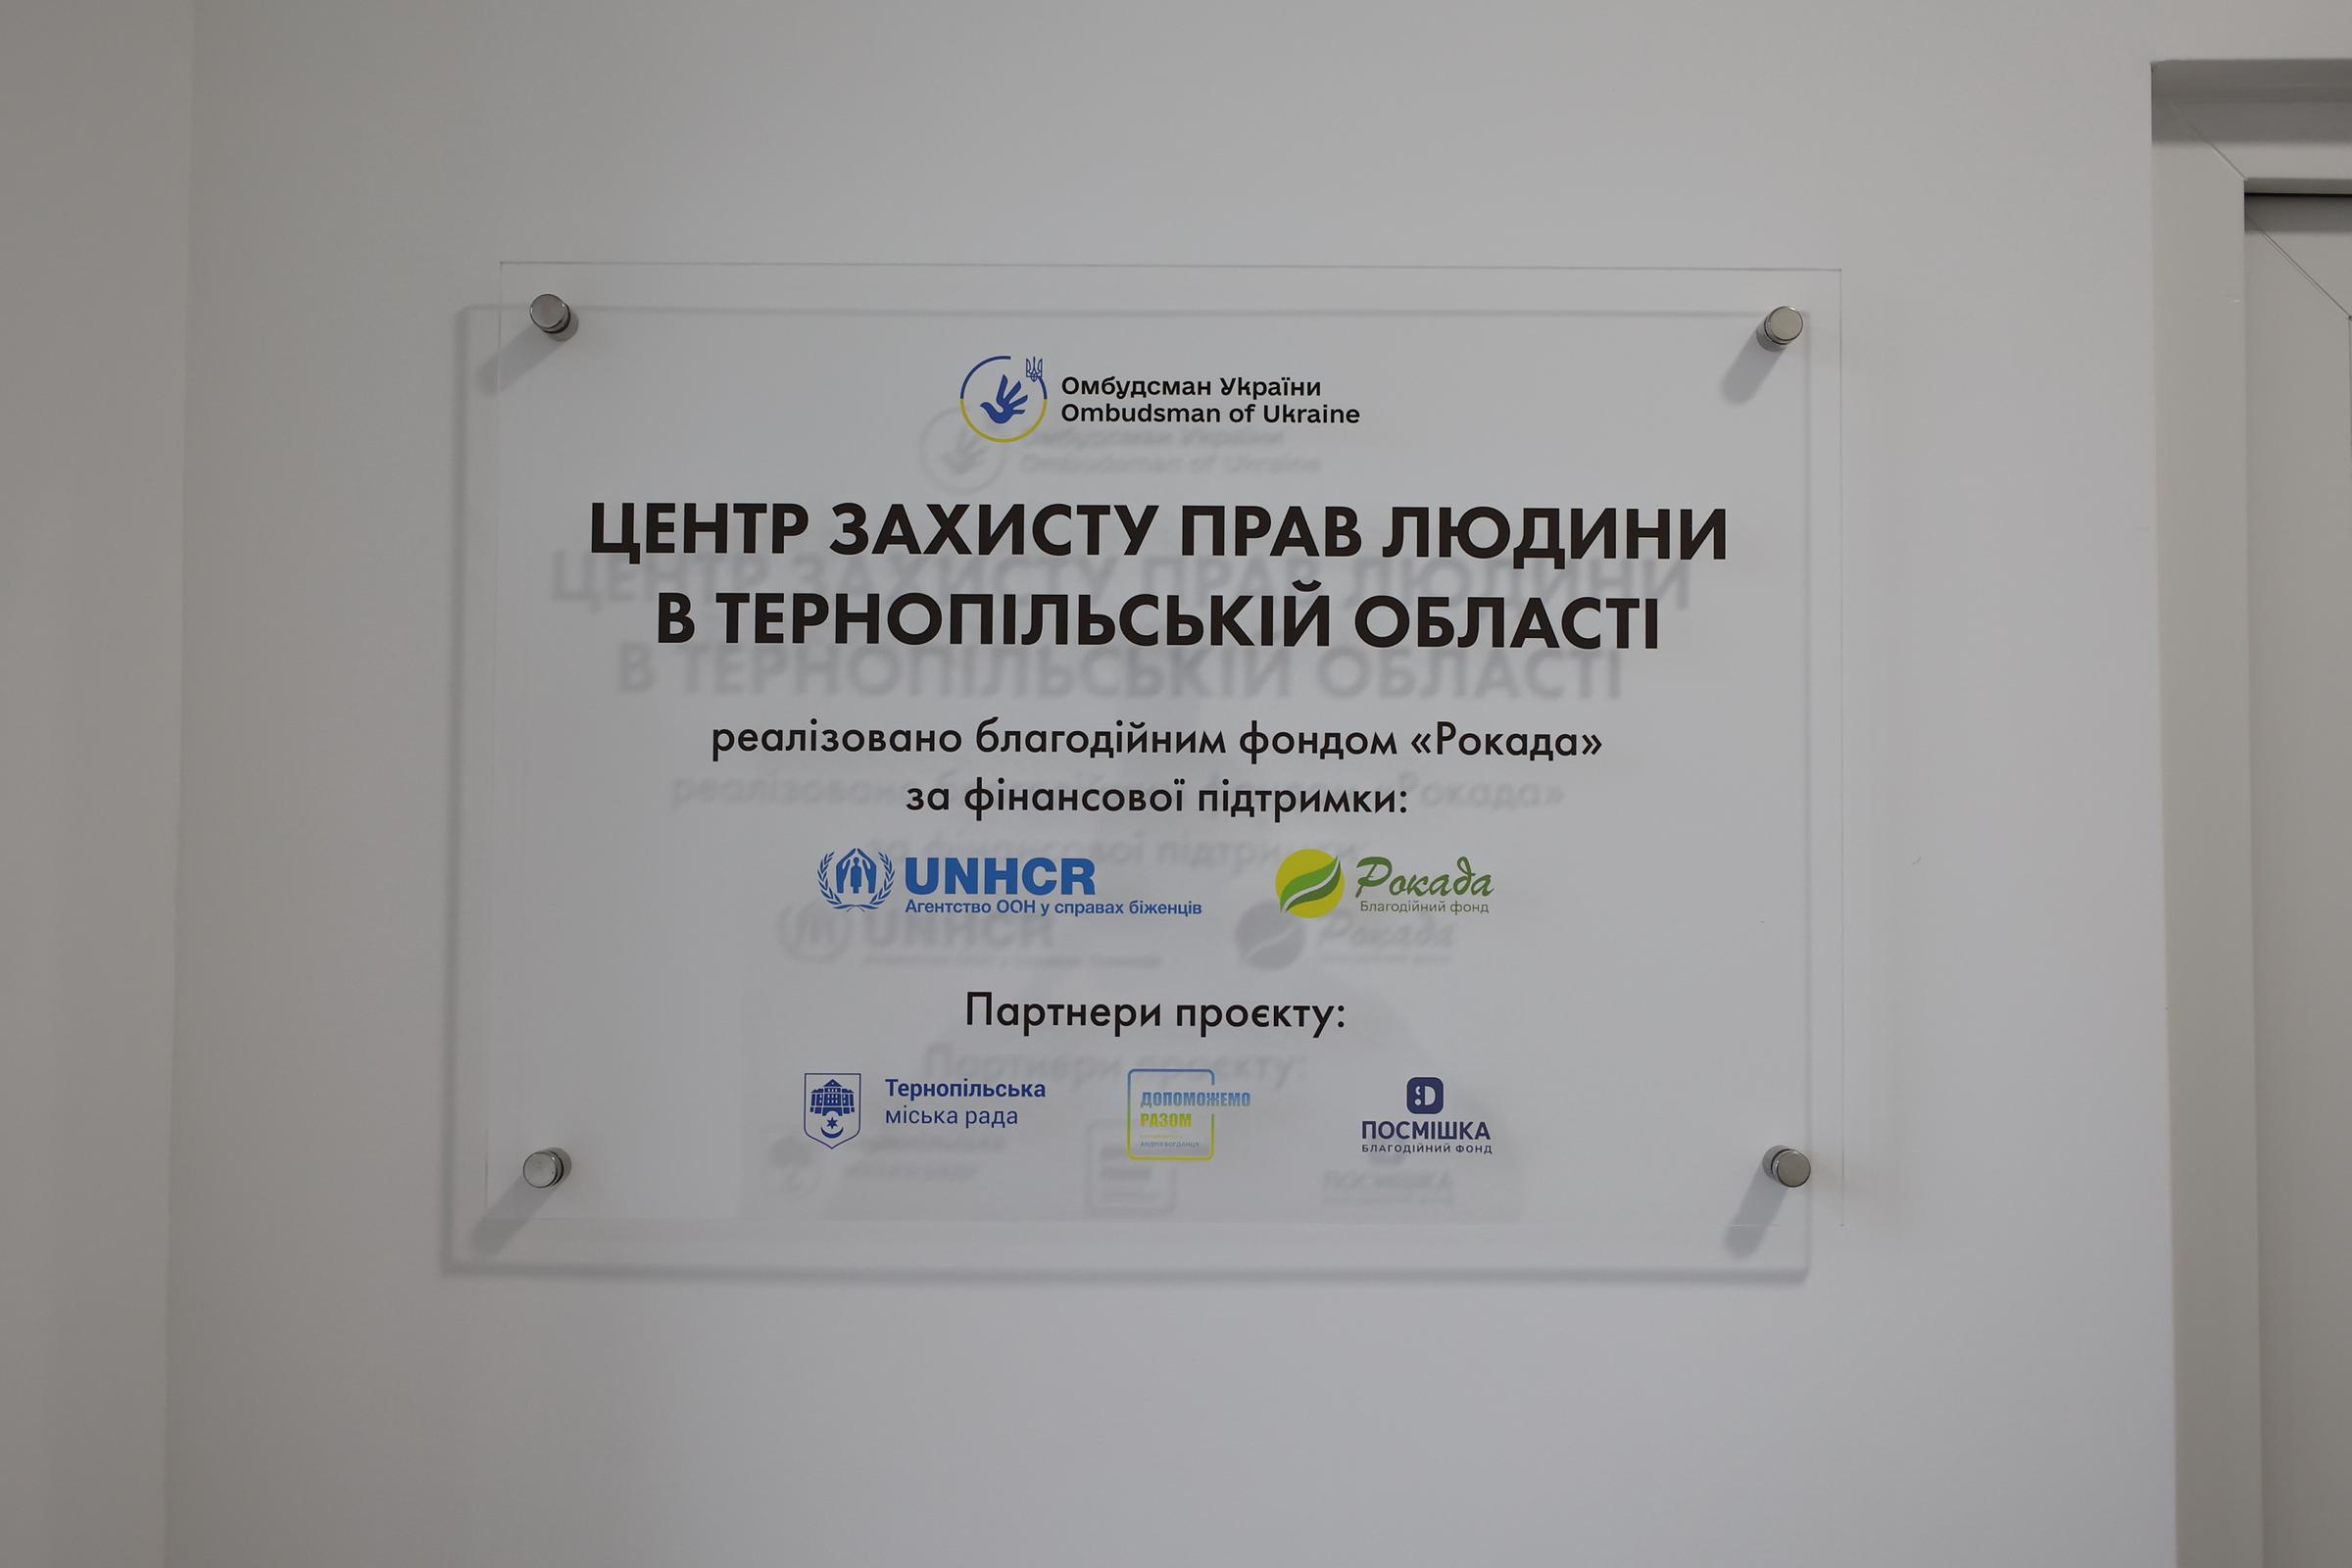 Омбудсман України
Ombudsman of Ukraine
ЦЕНТР ЗАХИСТУ ПРАВ ЛЮДИНИ
В ТЕРНОПІЛЬСЬКІЙ ОБЛАСТІ
реалізовано благодійним фондом «Рокада»
за фінансової підтримки:
UNHCR
Агентство ООН у справах біженців
Рокада
Благодійний фонд
Партнери проєкту:
Тернопільська
міська рада
ДОПОМОЖЕМО
РАЗОМ
ПОСМІШКА
БЛАГОДІЙНИЙ ФОНД